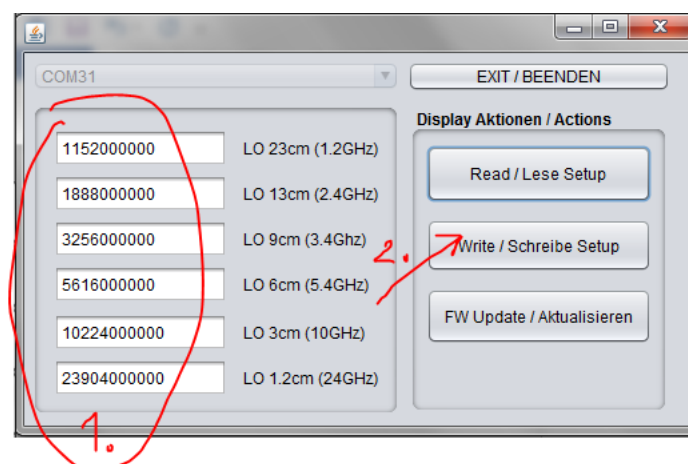 COM31
EXIT / BEENDEN
Display Aktionen / Actions
1152000000 LO 23cm (1.2GHz)
1888000000 LO 13cm (2.4GHz)
3256000000 LO 9cm (3.4Ghz)
5616000000 LO 6cm (5.4GHz)
10224000000 LO 3cm (10GHz)
23904000000 LO 1.2cm (24GHz)
Read / Lese Setup
Write / Schreibe Setup
FW Update / Aktualisieren
1.
2.